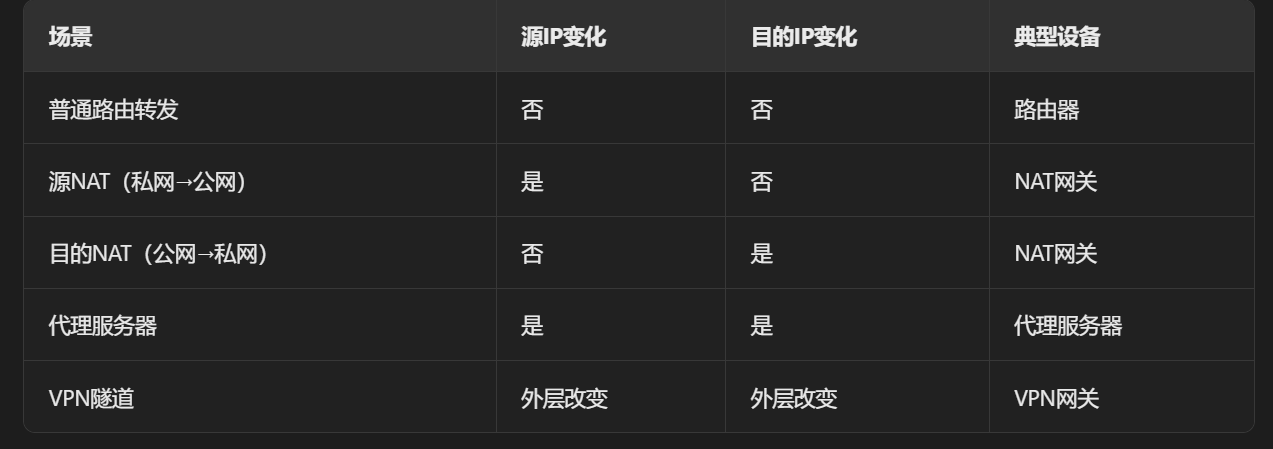 场景 源IP变化 目的IP变化 典型设备
普通路由转发 否 否 路由器
源NAT（私网→公网） 是 否 NAT网关
目的NAT（公网→私网） 否 是 NAT网关
代理服务器 是 是 代理服务器
VPN隧道 外层改变 外层改变 VPN网关